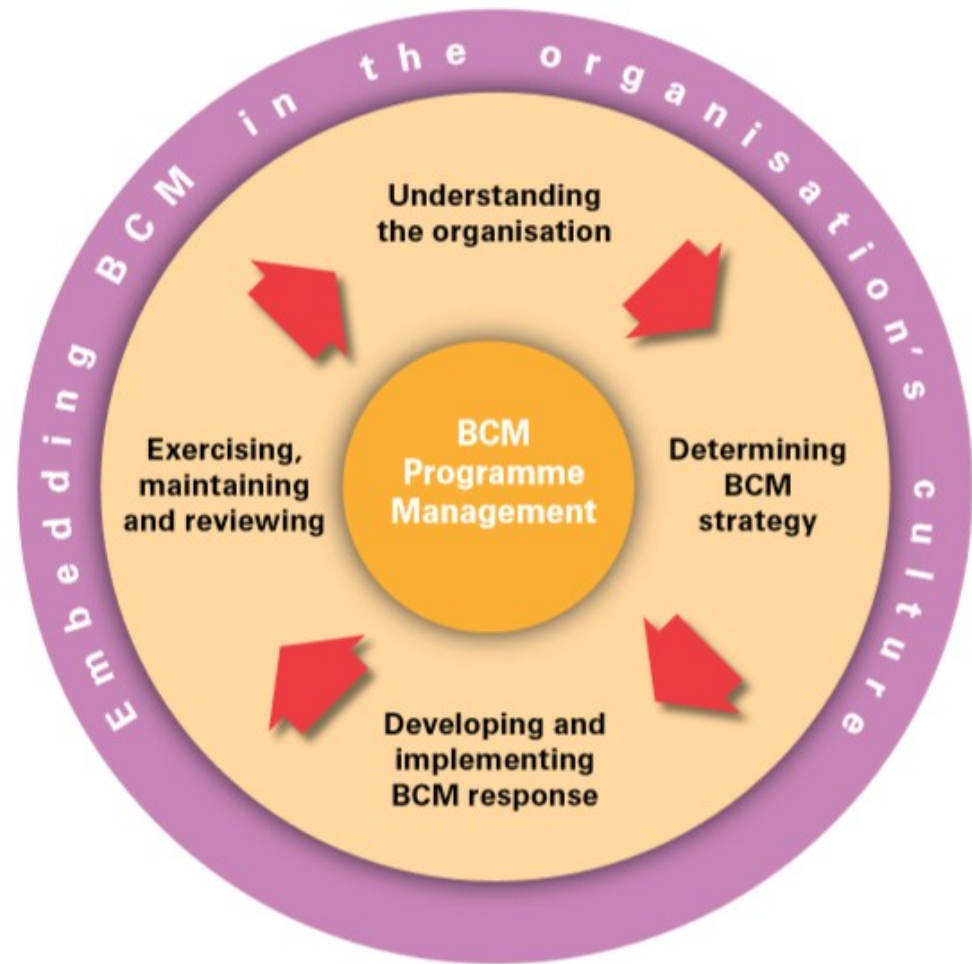 Embedding BCM in the organisation's culture
Understanding
the organisation
BCM
Programme
Management
Determining
BCM
strategy
Developing and
implementing
BCM response
Exercising,
maintaining
and reviewing